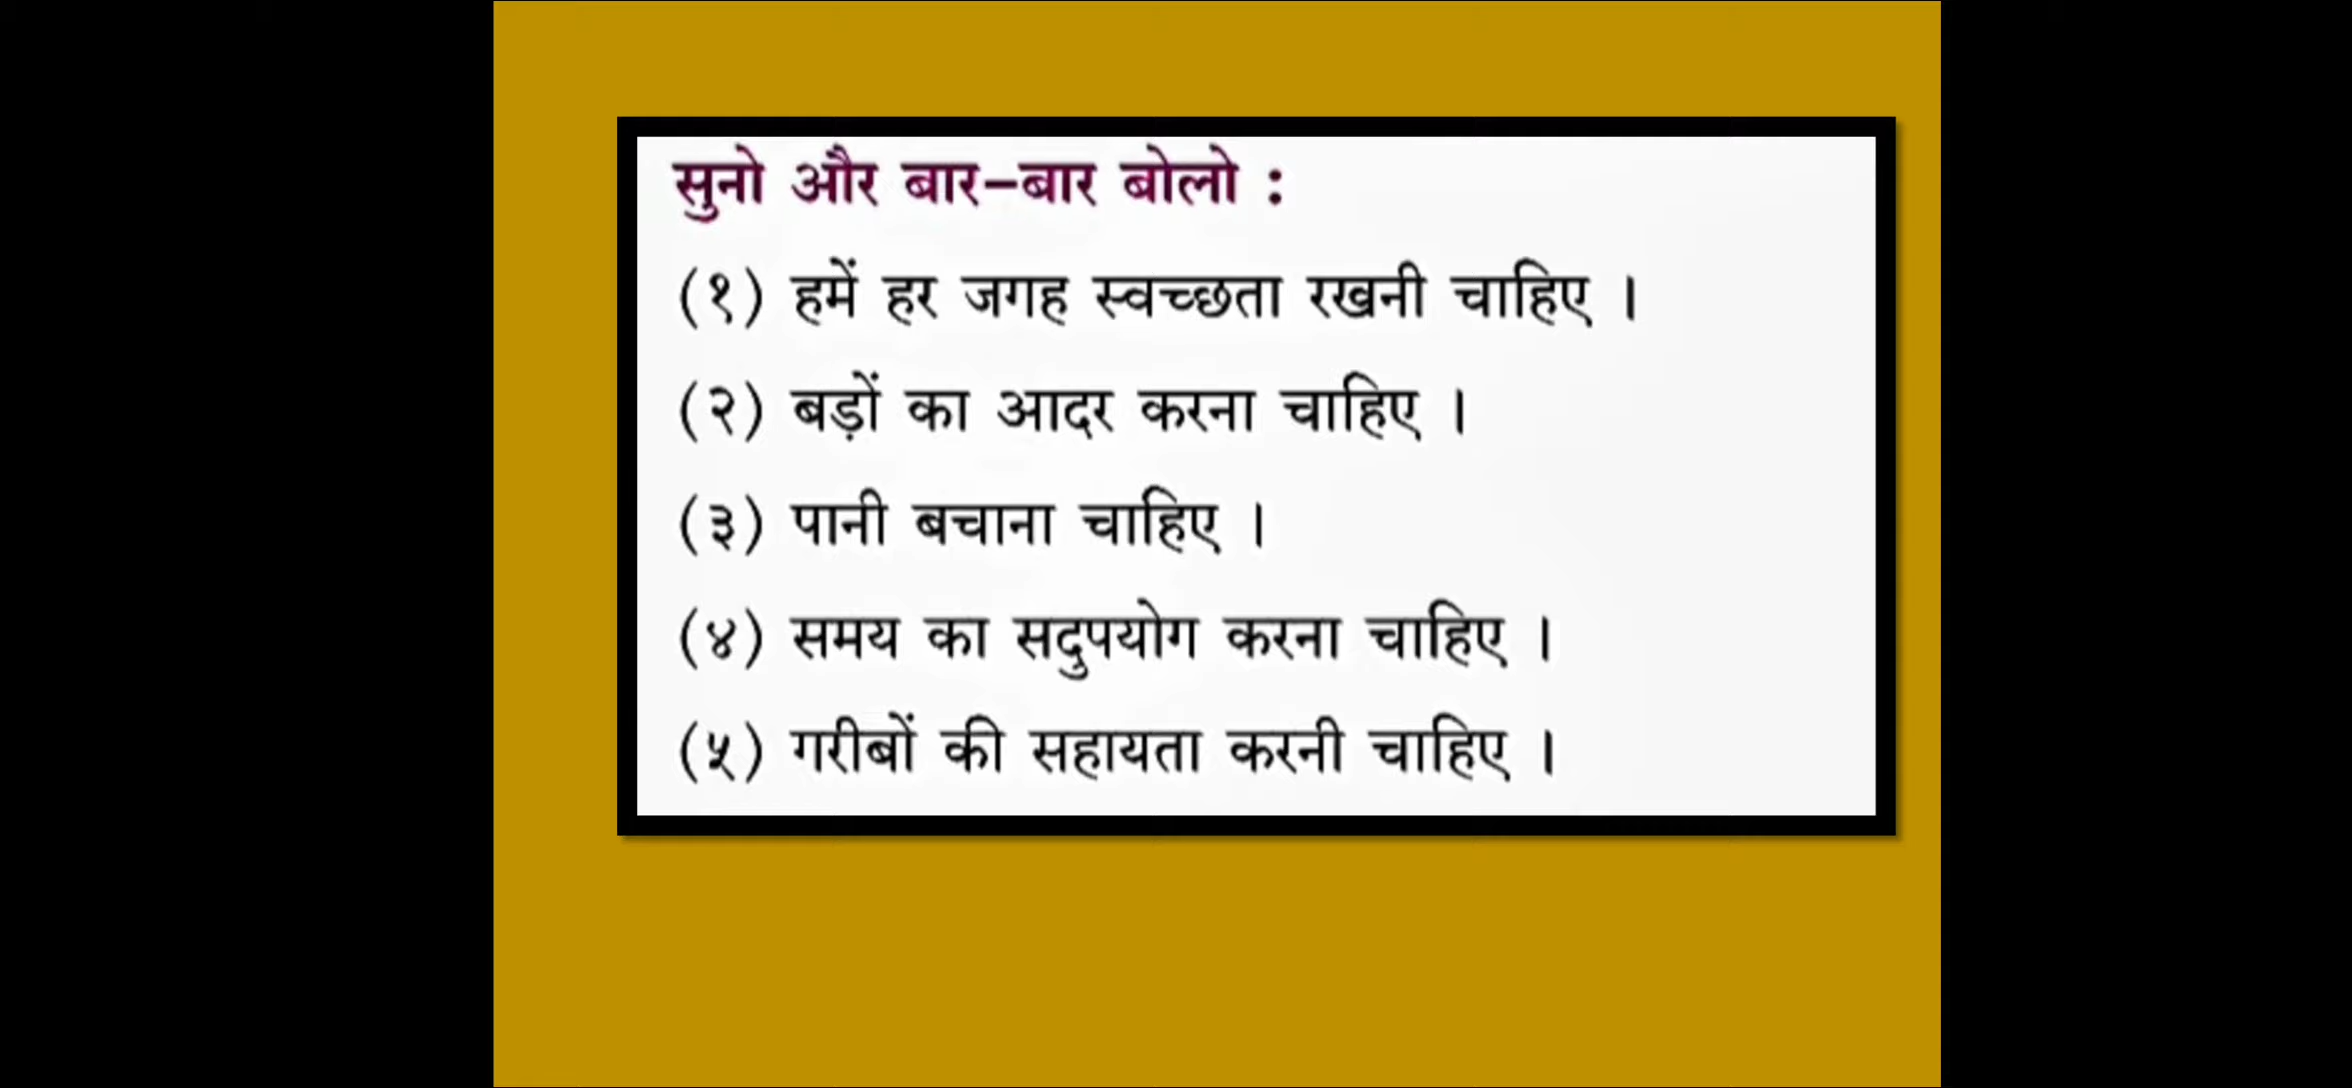 सुनो और बार-बार बोलो :
(१) हमें हर जगह स्वच्छता रखनी चाहिए ।
(२) बड़ों का आदर करना चाहिए ।
(३) पानी बचाना चाहिए ।
(४) समय का सदुपयोग करना चाहिए ।
(५) गरीबों की सहायता करनी चाहिए ।